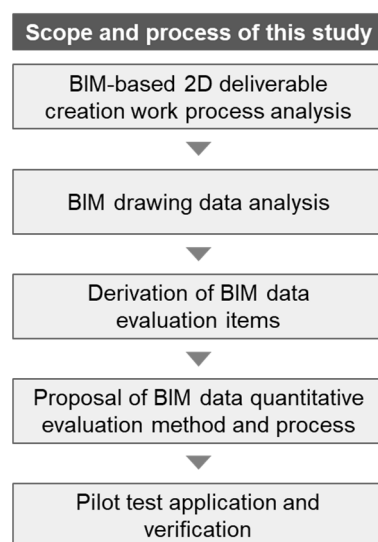 Scope and process of this study
BIM-based 2D deliverable
creation work process analysis
BIM drawing data analysis
Derivation of BIM data
evaluation items
Proposal of BIM data quantitative
evaluation method and process
Pilot test application and
verification